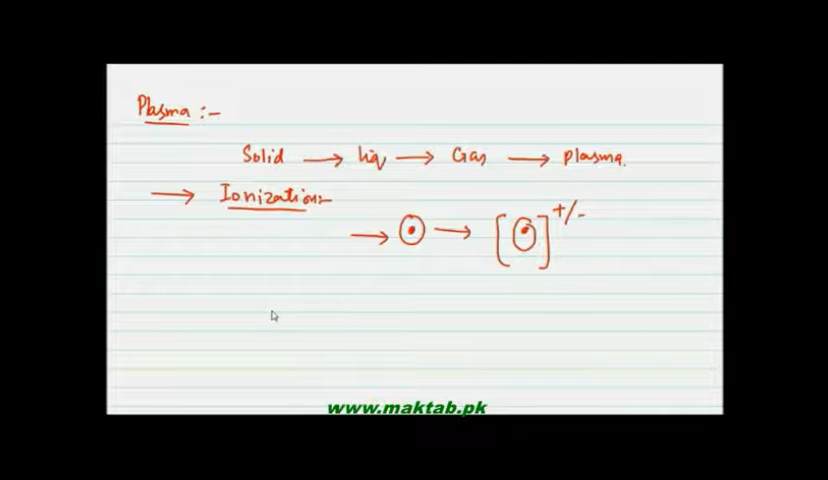 Plasma :-
Solid → liq → Gas → plasma.
→ Ionization:-
→ → [ ]+/-
www.maktab.pk